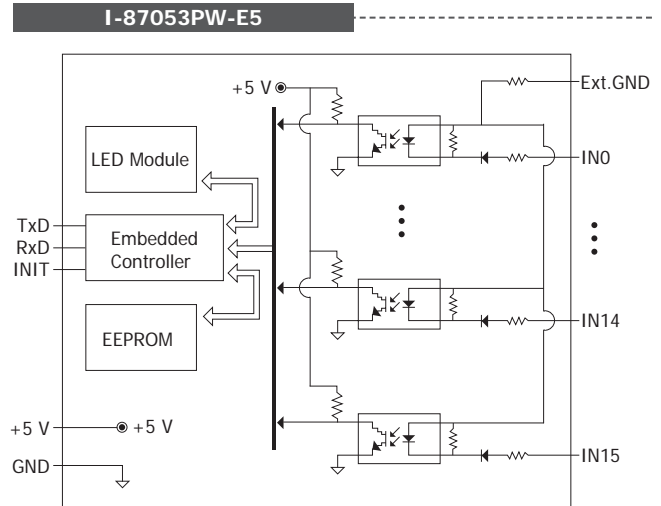 I-87053PW-E5
+5 V
Ext.GND
LED Module
IN0
TxD
RxD
INIT
Embedded
Controller
IN14
EEPROM
+5 V
+5 V
GND
IN15